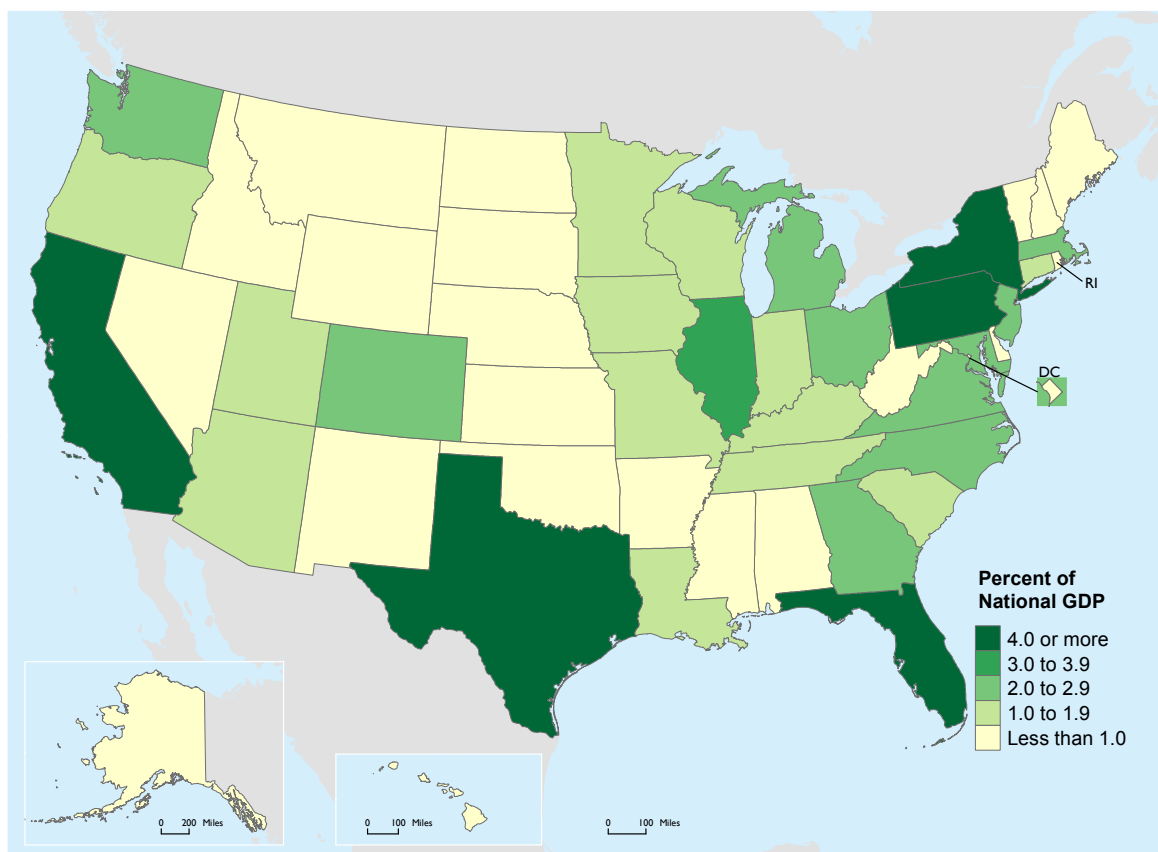 RI
DC
Percent of
National GDP
4.0 or more
3.0 to 3.9
2.0 to 2.9
1.0 to 1.9
Less than 1.0
0 200 Miles
0 100 Miles
0 100 Miles